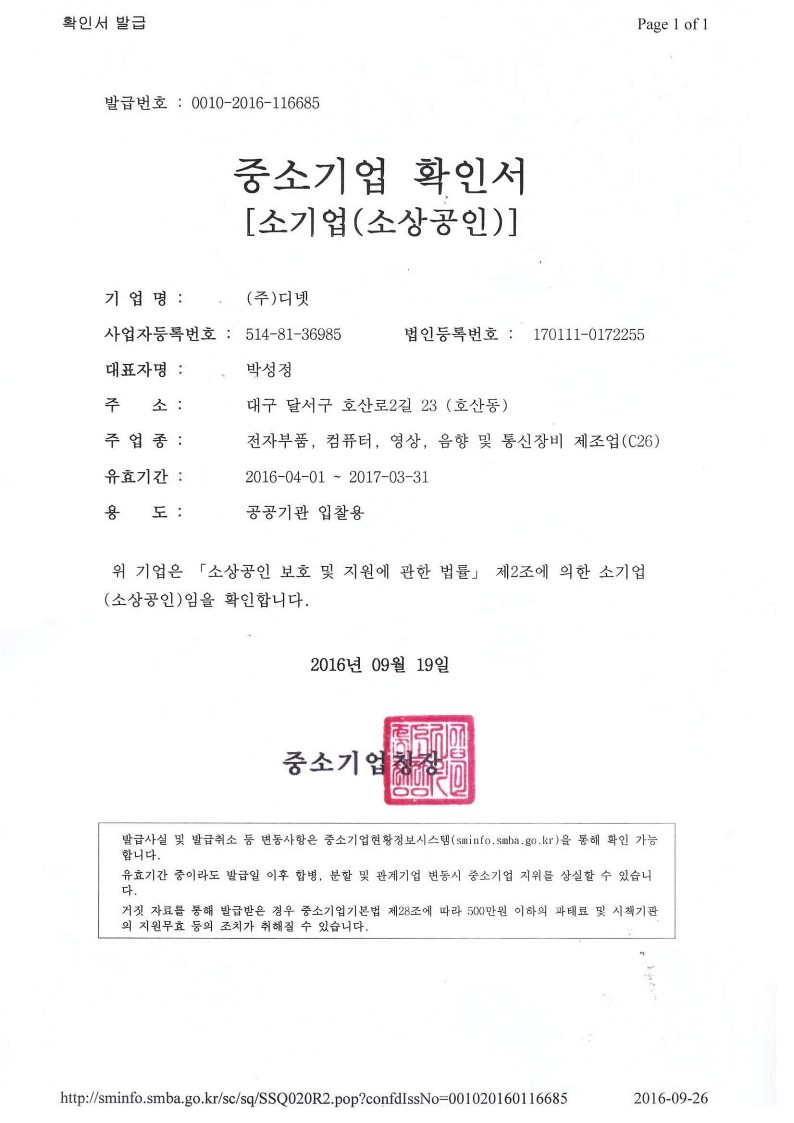 확인서 발급
Page 1 of 1
발급번호 : 0010-2016-116685
중소기업 확인서
[소기업(소상공인)]
기 업 명 : (주)디넷
사업자등록번호 : 514-81-36985 법인등록번호 : 170111-0172255
대표자명 : 박성정
주 소 : 대구 달서구 호산로2길 23 (호산동)
주 업 종 : 전자부품, 컴퓨터, 영상, 음향 및 통신장비 제조업(C26)
유효기간 : 2016-04-01 ~ 2017-03-31
용 도 : 공공기관 입찰용
위 기업은 「소상공인 보호 및 지원에 관한 법률」 제2조에 의한 소기업
(소상공인)임을 확인합니다.
2016년 09월 19일
중소기업청장
발급사실 및 발급취소 등 변동사항은 중소기업현황정보시스템(sminfo.smba.go.kr)을 통해 확인 가능
합니다.
유효기간 중이라도 발급일 이후 합병, 분할 및 관계기업 변동시 중소기업 지위를 상실할 수 있습니
다.
거짓 자료를 통해 발급받은 경우 중소기업기본법 제28조에 따라 500만원 이하의 과태료 및 시책기관
의 지원무효 등의 조치가 취해질 수 있습니다.
http://sminfo.smba.go.kr/sc/sq/SSQ020R2.pop?confdIssNo=001020160116685
2016-09-26